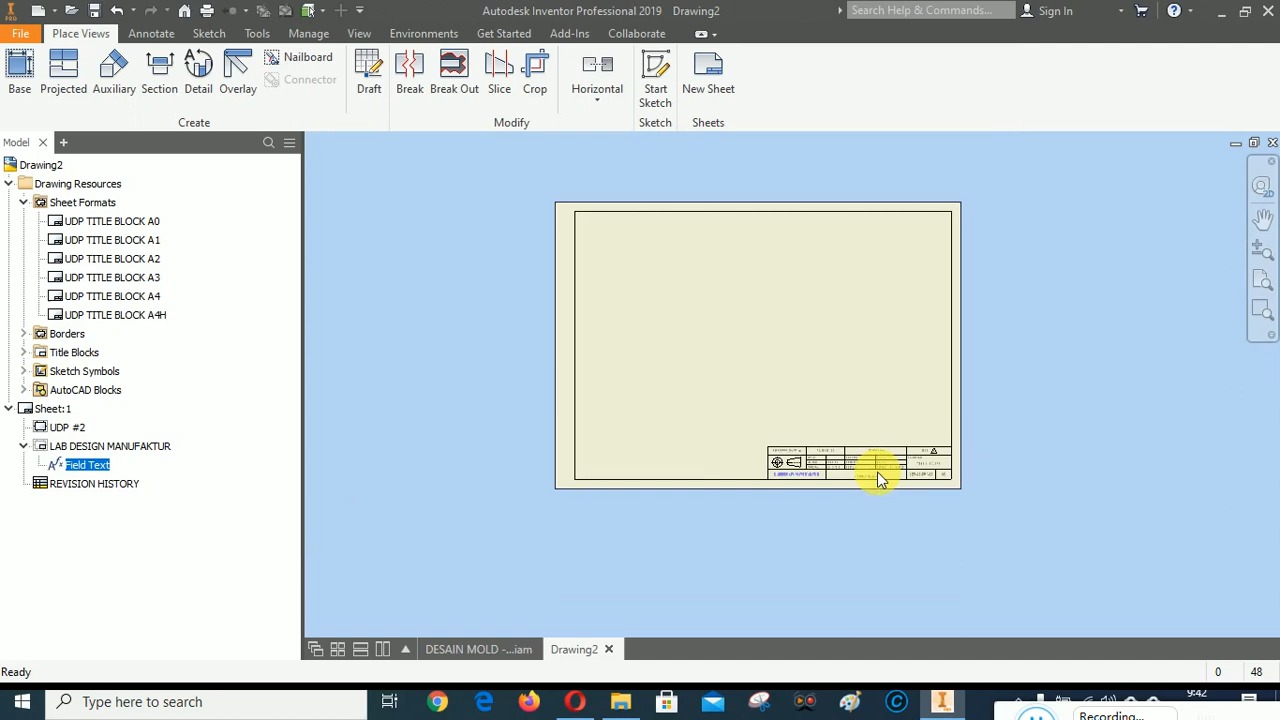 PRO
Autodesk Inventor Professional 2019 Drawing2
Search Help & Commands...
Sign In
File
Place Views
Annotate
Sketch
Tools
Manage
View
Environments
Get Started
Add-Ins
Collaborate
Base
Projected
Auxiliary
Section
Detail
Overlay
Nailboard
Connector
Draft
Break
Break Out
Slice
Crop
Horizontal
Start Sketch
New Sheet
Create
Modify
Sketch
Sheets
Model
Drawing2
Drawing Resources
Sheet Formats
UDP TITLE BLOCK A0
UDP TITLE BLOCK A1
UDP TITLE BLOCK A2
UDP TITLE BLOCK A3
UDP TITLE BLOCK A4
UDP TITLE BLOCK A4H
Borders
Title Blocks
Sketch Symbols
AutoCAD Blocks
Sheet:1
UDP #2
LAB DESIGN MANUFAKTUR
Field Text
REVISION HISTORY
DESAIN MOLD -...iam
Drawing2
Ready
0
48
Type here to search
9:42
Recording...